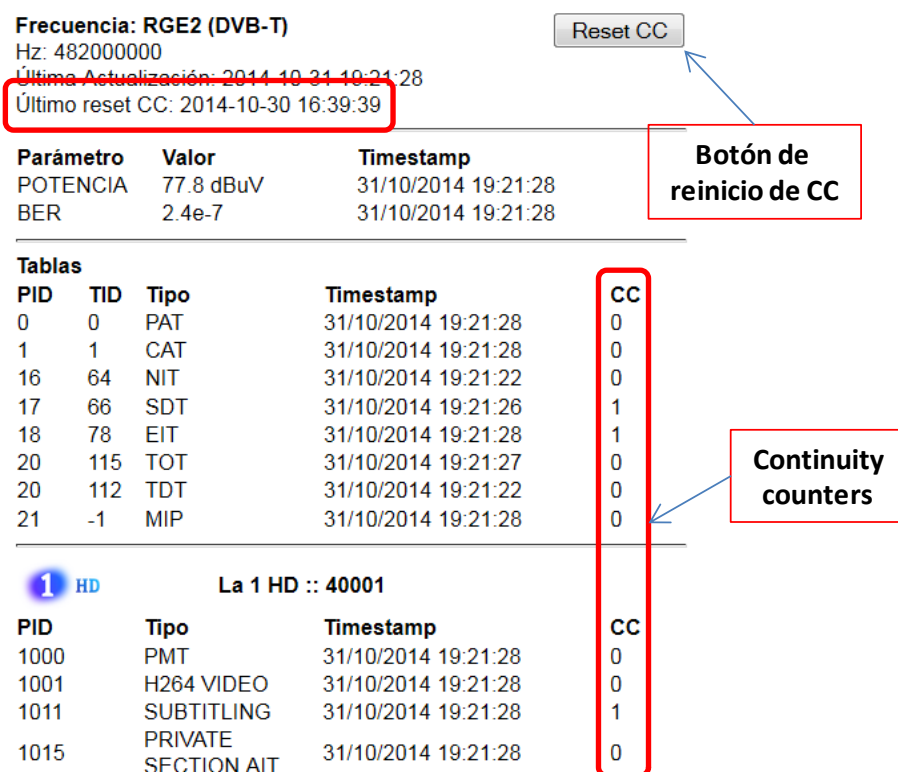 Frecuencia: RGE2 (DVB-T)
Reset CC
Hz: 482000000
Última Actualización: 2014-10-31 19:21:28
Último reset CC: 2014-10-30 16:39:39
Botón de
reinicio de CC
Parámetro Valor Timestamp
POTENCIA 77.8 dBuV 31/10/2014 19:21:28
BER 2.4e-7 31/10/2014 19:21:28
Tablas
PID TID Tipo Timestamp CC
0 0 PAT 31/10/2014 19:21:28 0
1 1 CAT 31/10/2014 19:21:28 0
16 64 NIT 31/10/2014 19:21:22 0
17 66 SDT 31/10/2014 19:21:26 1
18 78 EIT 31/10/2014 19:21:28 1
20 115 TOT 31/10/2014 19:21:27 0
20 112 TDT 31/10/2014 19:21:22 0
21 -1 MIP 31/10/2014 19:21:28 0
Continuity
counters
1 HD La 1 HD :: 40001
PID Tipo Timestamp CC
1000 PMT 31/10/2014 19:21:28 0
1001 H264 VIDEO 31/10/2014 19:21:28 0
1011 SUBTITLING 31/10/2014 19:21:28 1
1015 PRIVATE
SECTION AIT 31/10/2014 19:21:28 0